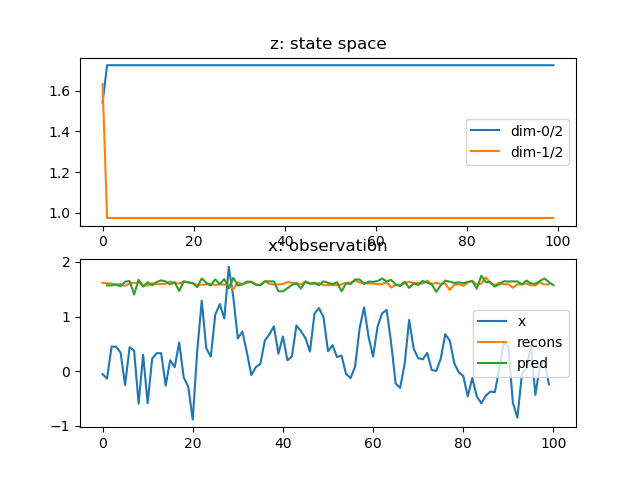 z: state space
1.6
1.4
1.2
1.0
dim-0/2
dim-1/2
0 20 40 60 80 100
x: observation
2
1
0
−1
x
recons
pred
0 20 40 60 80 100